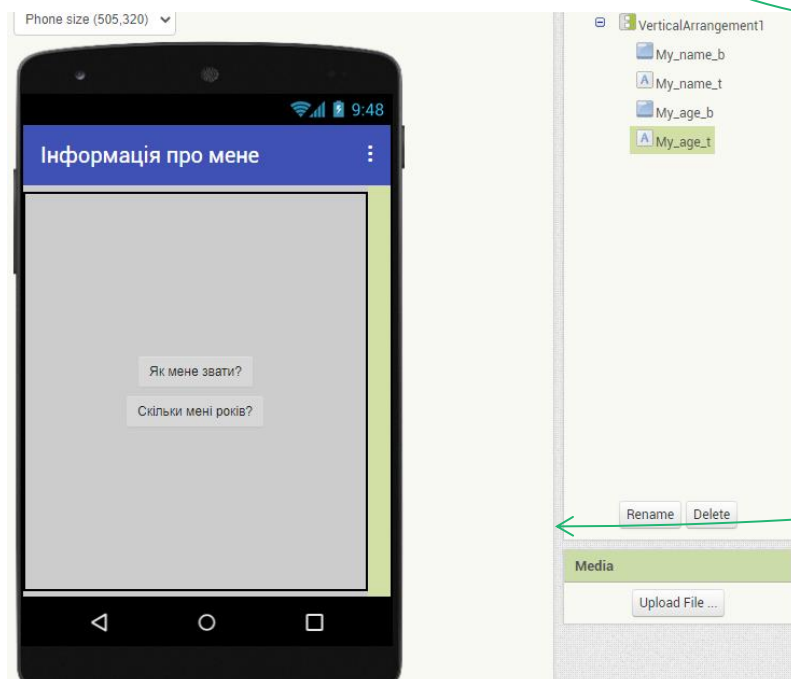 Phone size (505,320)
9:48
Інформація про мене
Як мене звати?
Скільки мені років?
VerticalArrangement1
My_name_b
A My_name_t
My_age_b
A My_age_t
Rename Delete
Media
Upload File ...